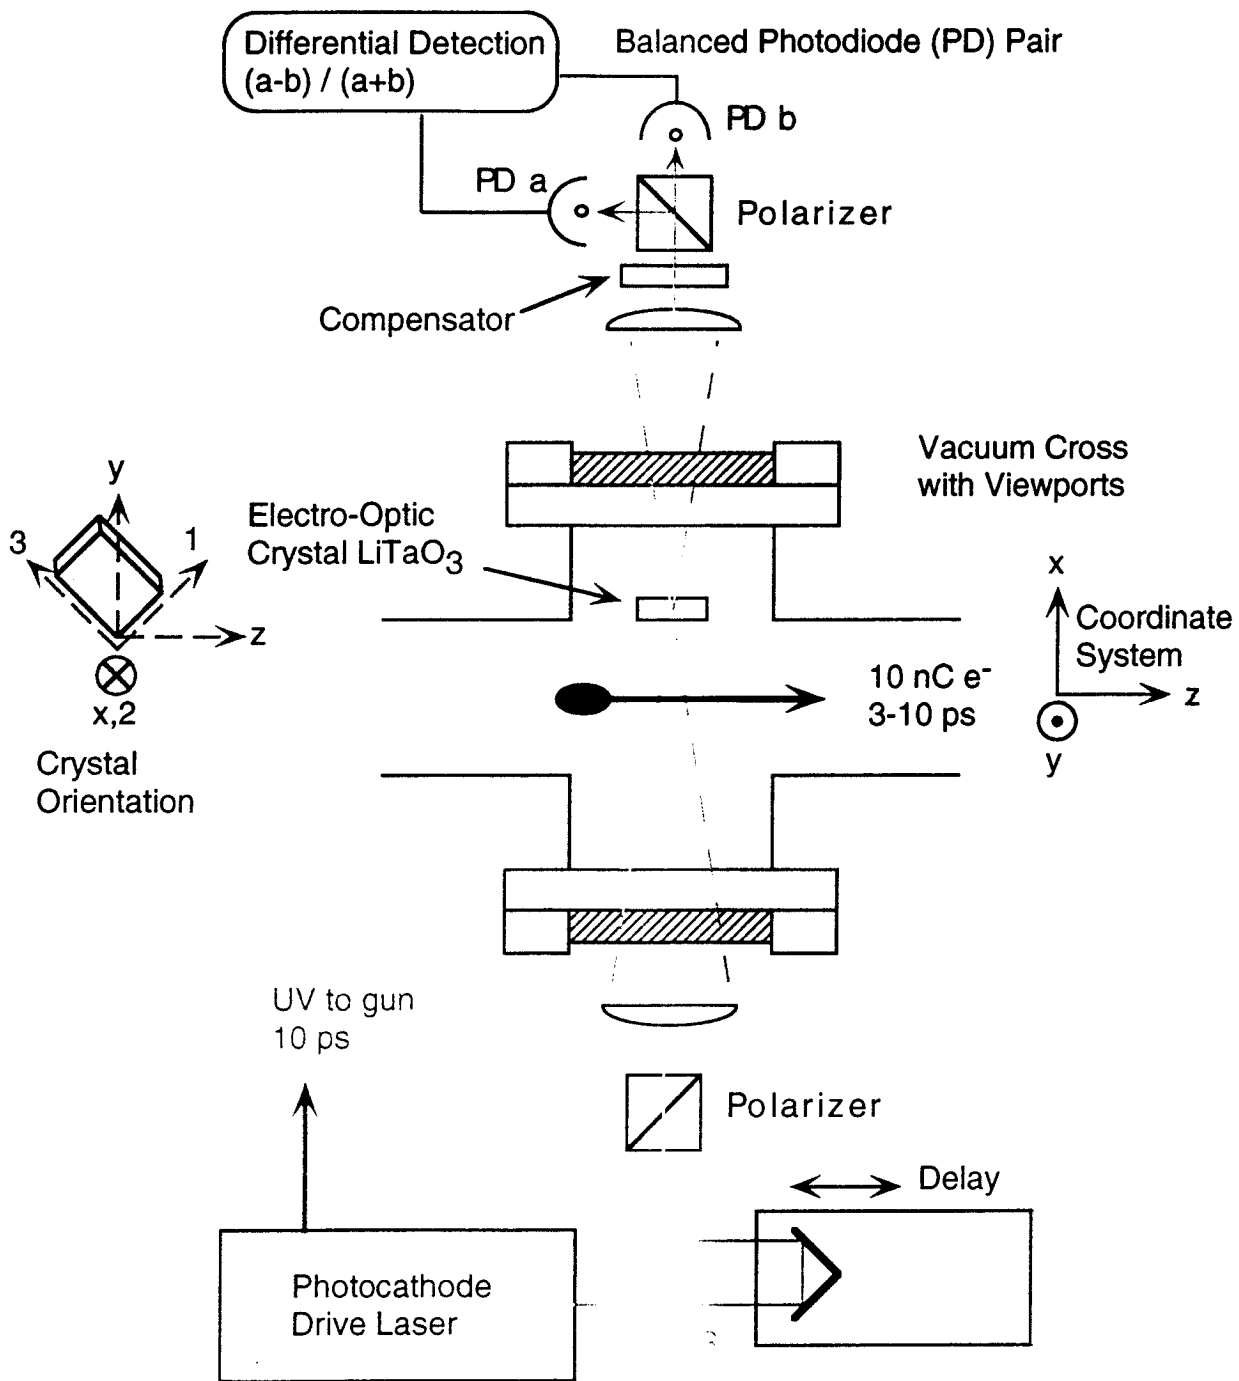 Differential Detection
(a-b) / (a+b)
Balanced Photodiode (PD) Pair
PD b
PD a
Polarizer
Compensator
Vacuum Cross
with Viewports
y
3
1
z
x,2
Crystal
Orientation
Electro-Optic
Crystal LiTaO3
x
Coordinate
System
z
y
10 nC e-
3-10 ps
UV to gun
10 ps
Polarizer
Delay
Photocathode
Drive Laser